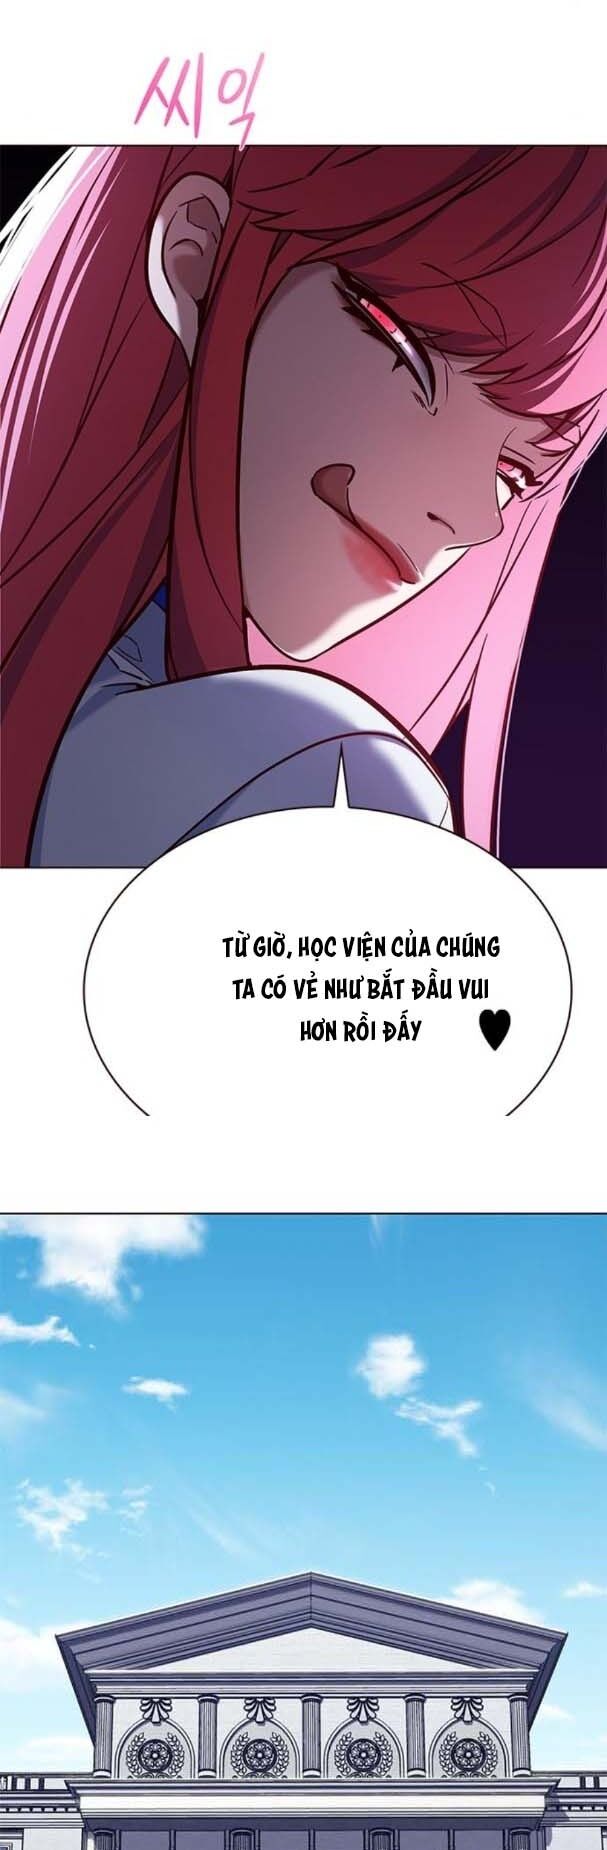 씨익
TỪ GIỜ, HỌC VIỆN CỦA CHÚNG
TA CÓ VẺ NHƯ BẮT ĐẦU VUI
HƠN RỒI ĐẤY ♥